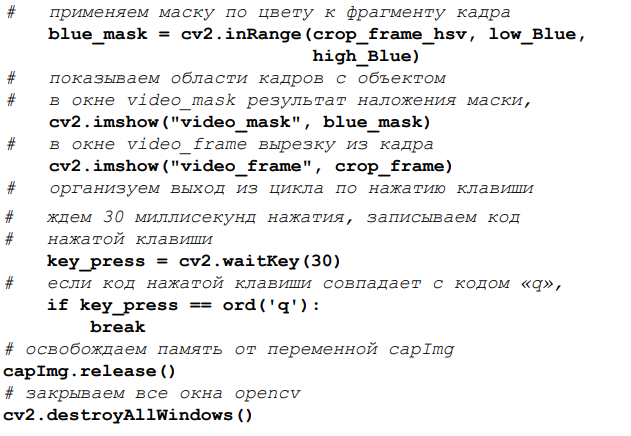 #   применяем маску по цвету к фрагменту кадра
    blue_mask = cv2.inRange(crop_frame_hsv, low_Blue,
                            high_Blue)
#   показываем области кадров с объектом
#   в окне video_mask результат наложения маски,
    cv2.imshow("video_mask", blue_mask)
#   в окне video_frame вырезку из кадра
    cv2.imshow("video_frame", crop_frame)
#   организуем выход из цикла по нажатию клавиши
#   ждем 30 миллисекунд нажатия, записываем код
#   нажатой клавиши
    key_press = cv2.waitKey(30)
#   если код нажатой клавиши совпадает с кодом «q»,
    if key_press == ord('q'):
        break
# освобождаем память от переменной capImg
capImg.release()
# закрываем все окна opencv
cv2.destroyAllWindows()